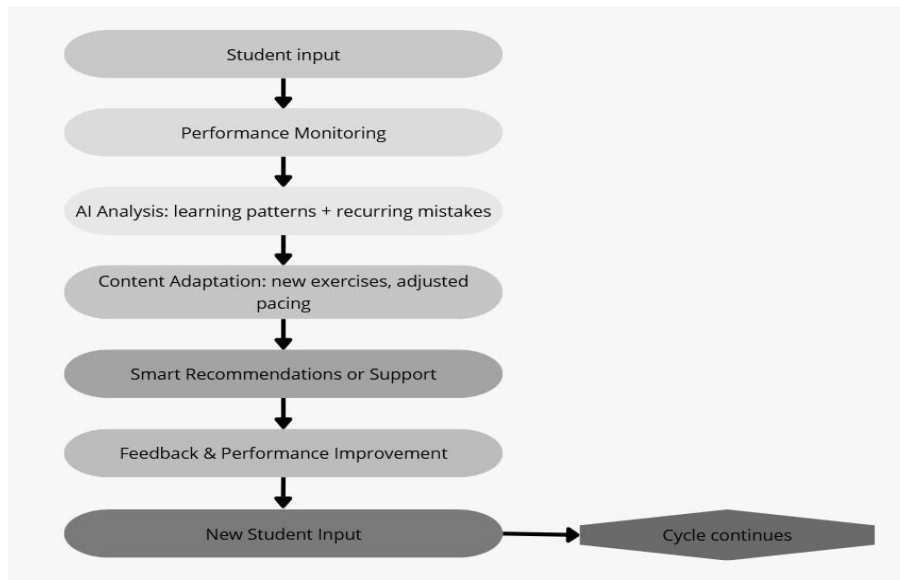 Student input
Performance Monitoring
AI Analysis: learning patterns + recurring mistakes
Content Adaptation: new exercises, adjusted
pacing
Smart Recommendations or Support
Feedback & Performance Improvement
New Student Input
Cycle continues